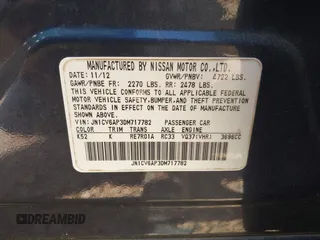 MANUFACTURED BY NISSAN MOTOR CO.,LTD.
DATE: 11/12 GVWR/PNBV: 4722 LBS.
GAWR/PNBE FR: 2270 LBS. RR: 2478 LBS.
THIS VEHICLE CONFORMS TO ALL APPLICABLE FEDERAL
MOTOR VEHICLE SAFETY,BUMPER,AND THEFT PREVENTION
STANDARDS IN EFFECT ON THE DATE OF MANUFACTURE
SHOWN ABOVE.
VIN: JN1CV6AP3DM717782 PASSENGER CAR
COLOR TRIM TRANS AXLE ENGINE
K52 K RE7R01A RC33 VQ37(VHR) 3696CC
JN1CV6AP3DM717782
DREAMBID